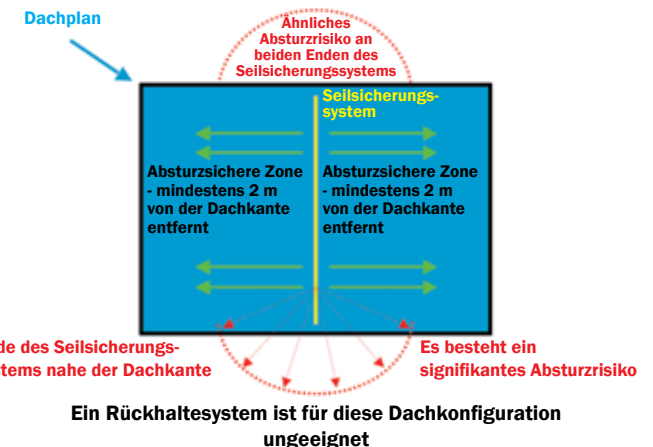 Dachplan
Ähnliches
Absturzrisiko an
beiden Enden des
Seilsicherungssystems
Seilsicherungs-
system
Absturzsichere Zone
- mindestens 2 m
von der Dachkante
entfernt
Absturzsichere Zone
- mindestens 2 m
von der Dachkante
entfernt
de des Seilsicherungs-
stems nahe der Dachkante
Es besteht ein
signifikantes Absturzrisiko
Ein Rückhaltesystem ist für diese Dachkonfiguration
ungeeignet